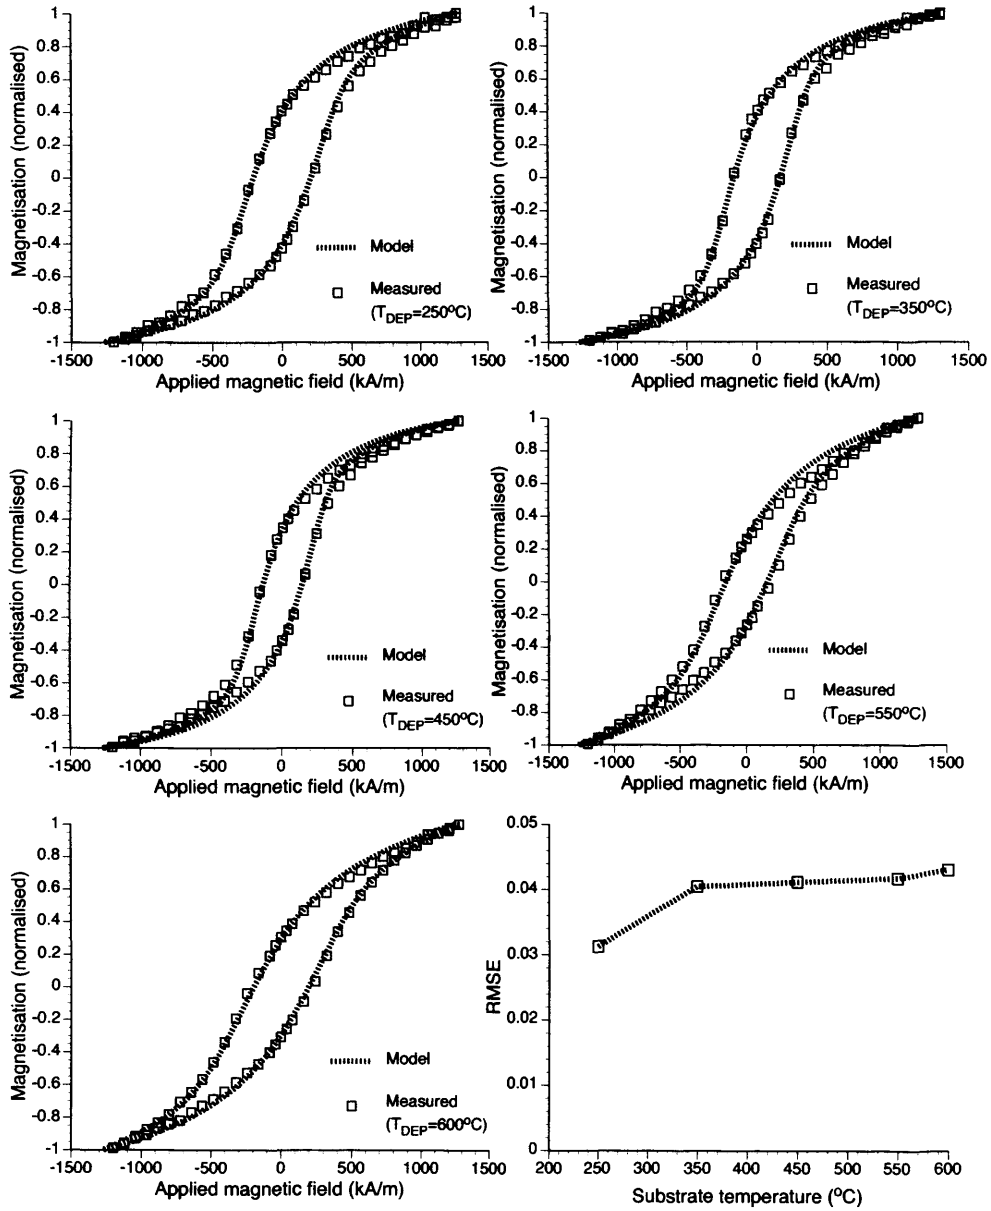 Magnetisation (normalised)
1
0.8
0.6
0.4
0.2
0
-0.2
-0.4
-0.6
-0.8
-1
-1500 -1000 -500 0 500 1000 1500
Applied magnetic field (kA/m)
Model
Measured
(TDEP=250ºC)
Magnetisation (normalised)
1
0.8
0.6
0.4
0.2
0
-0.2
-0.4
-0.6
-0.8
-1
-1500 -1000 -500 0 500 1000 1500
Applied magnetic field (kA/m)
Model
Measured
(TDEP=350ºC)
Magnetisation (normalised)
1
0.8
0.6
0.4
0.2
0
-0.2
-0.4
-0.6
-0.8
-1
-1500 -1000 -500 0 500 1000 1500
Applied magnetic field (kA/m)
Model
Measured
(TDEP=450ºC)
Magnetisation (normalised)
1
0.8
0.6
0.4
0.2
0
-0.2
-0.4
-0.6
-0.8
-1
-1500 -1000 -500 0 500 1000 1500
Applied magnetic field (kA/m)
Model
Measured
(TDEP=550ºC)
Magnetisation (normalised)
1
0.8
0.6
0.4
0.2
0
-0.2
-0.4
-0.6
-0.8
-1
-1500 -1000 -500 0 500 1000 1500
Applied magnetic field (kA/m)
Model
Measured
(TDEP=600ºC)
RMSE
0.05
0.04
0.03
0.02
0.01
0
200 250 300 350 400 450 500 550 600
Substrate temperature (ºC)